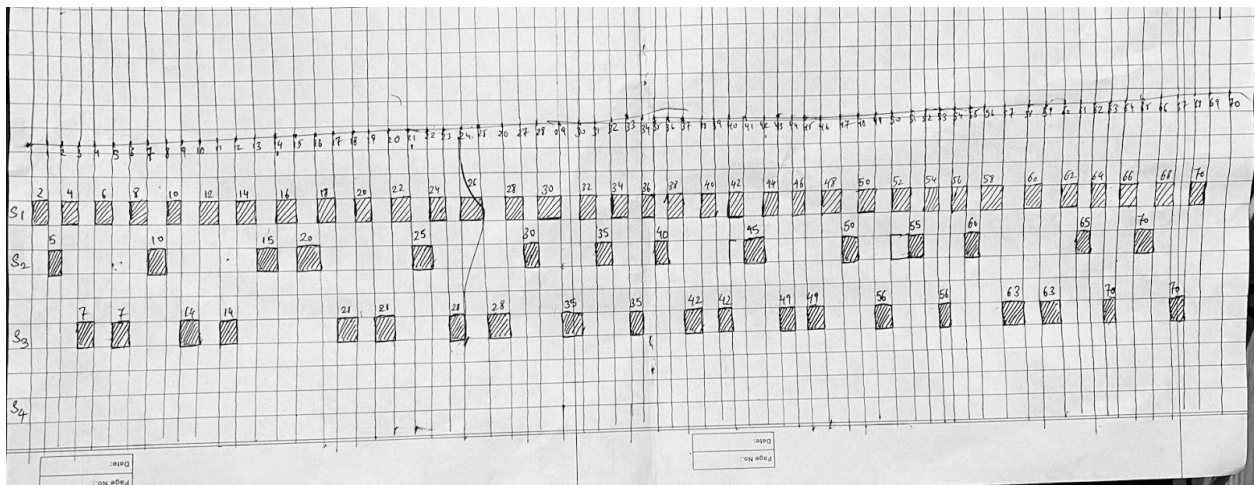 1 2 3 4 5 6 7 8 9 10 11 12 13 14 15 16 17 18 19 20 21 22 23 24 25 26 27 28 29 30 31 32 33 34 35 36 37 38 39 40 41 42 43 44 45 46 47 48 49 50 51 52 53 54 55 56 57 58 59 60 61 62 63 64 65 66 67 68 69 70
S1 2 4 6 8 10 12 14 16 18 20 22 24 26 28 30 32 34 36 38 40 42 44 46 48 50 52 54 56 58 60 62 64 66 68 70
S2 5 10 15 20 25 30 35 40 45 50 55 60 65 70
S3 7 7 14 14 21 21 28 28 35 35 42 42 49 49 56 56 63 63 70 70
S4
Page No.:
Date:
Page No.:
Date: